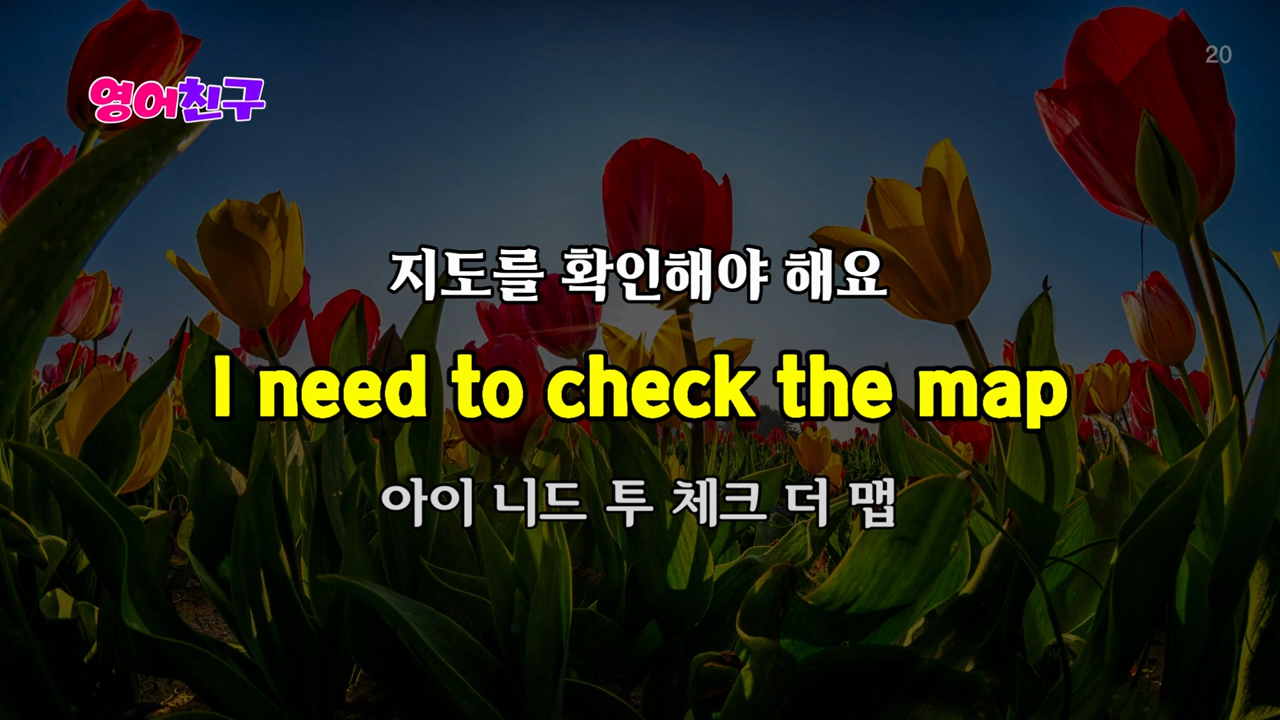 영어친구
20
지도를 확인해야 해요
I need to check the map
아이 니드 투 체크 더 맵